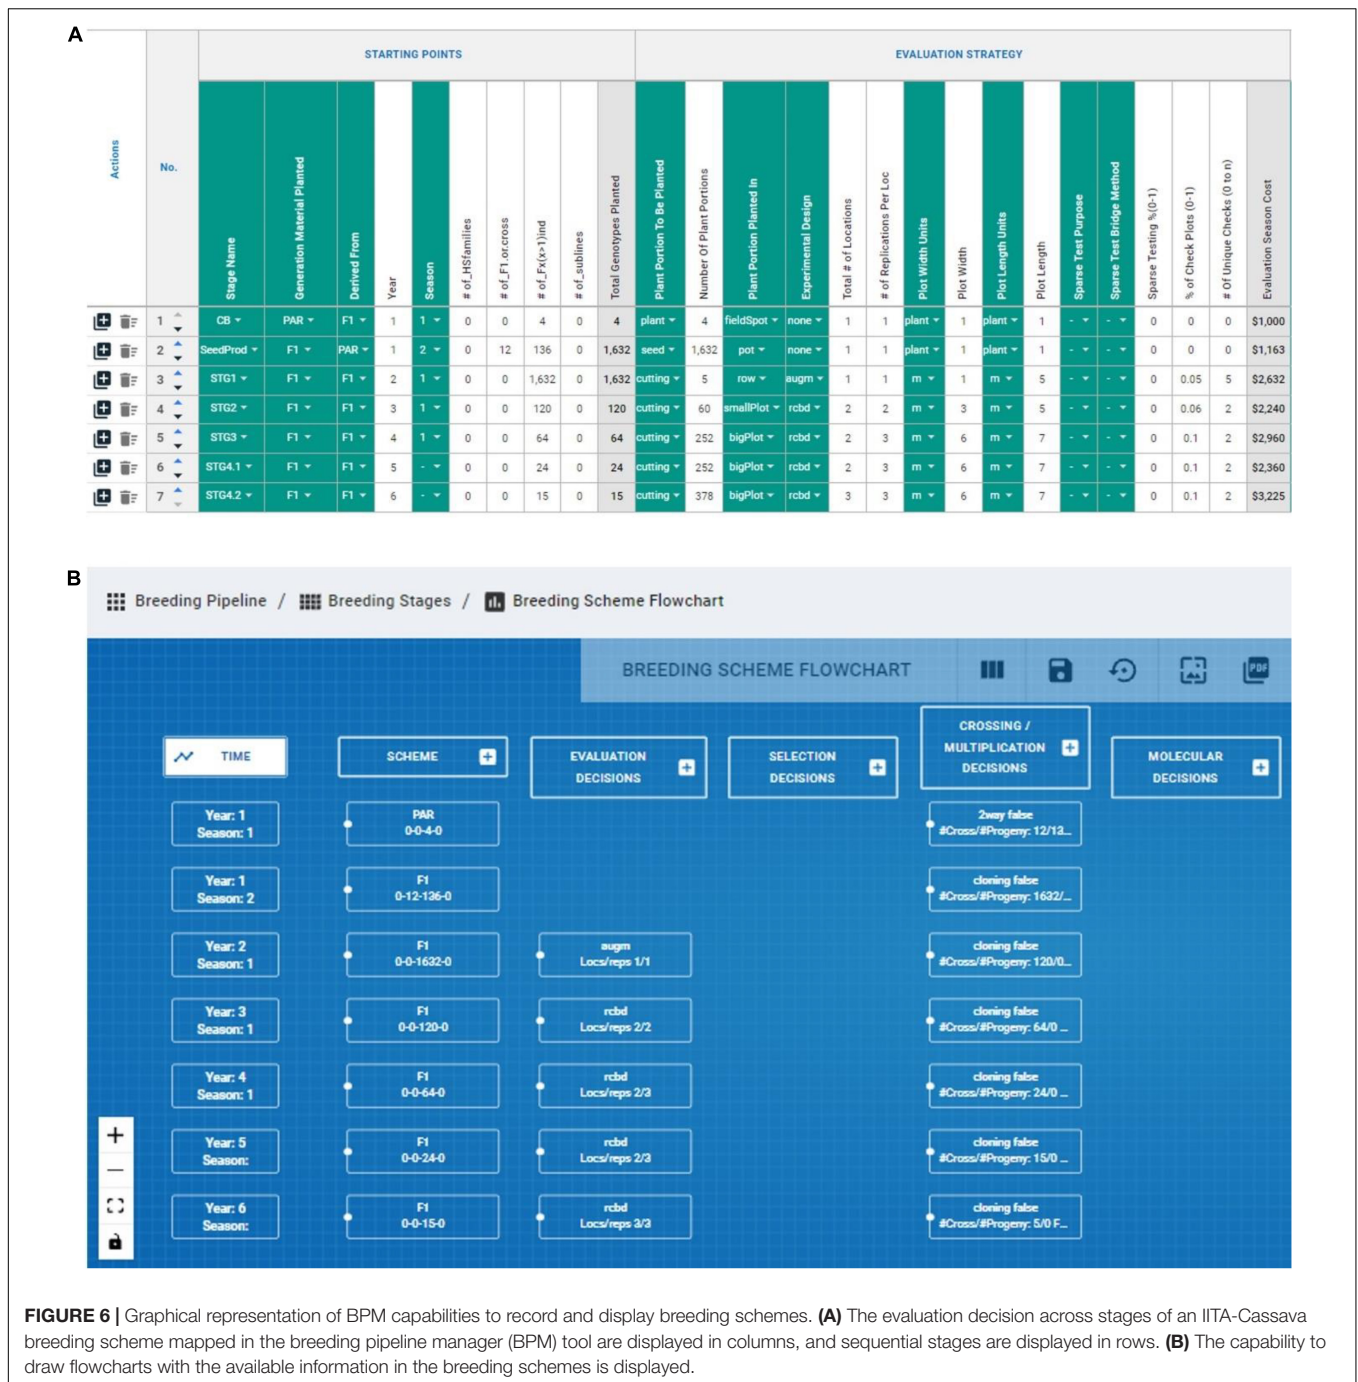 A
STARTING POINTS EVALUATION STRATEGY
Actions No. Stage Name Generation Material Planted Derived From Year Season # of_HSfamilies # of_F1.or.cross # of_Fx(x>1)ind # of_sublines Total Genotypes Planted Plant Portion To Be Planted Number Of Plant Portions Plant Portion Planted In Experimental Design Total # of Locations # of Replications Per Loc Plot Width Units Plot Width Plot Length Units Plot Length Sparse Test Purpose Sparse Test Bridge Method Sparse Testing %(0-1) % of Check Plots (0-1) # Of Unique Checks (0 to n) Evaluation Season Cost
1 CB PAR F1 1 1 0 0 4 0 4 plant 4 fieldSpot none 1 1 plant 1 plant 1 - - 0 0 0 $1,000
2 SeedProd F1 PAR 1 2 0 12 136 0 1,632 seed 1,632 pot none 1 1 plant 1 plant 1 - - 0 0 0 $1,163
3 STG1 F1 F1 2 1 0 0 1,632 0 1,632 cutting 5 row augm 1 1 m 1 m 5 - - 0 0.05 5 $2,632
4 STG2 F1 F1 3 1 0 0 120 0 120 cutting 60 smallPlot rcbd 2 2 m 3 m 5 - - 0 0.06 2 $2,240
5 STG3 F1 F1 4 1 0 0 64 0 64 cutting 252 bigPlot rcbd 2 3 m 6 m 7 - - 0 0.1 2 $2,960
6 STG4.1 F1 F1 5 - 0 0 24 0 24 cutting 252 bigPlot rcbd 2 3 m 6 m 7 - - 0 0.1 2 $2,360
7 STG4.2 F1 F1 6 - 0 0 15 0 15 cutting 378 bigPlot rcbd 3 3 m 6 m 7 - - 0 0.1 2 $3,225
B
Breeding Pipeline / Breeding Stages / Breeding Scheme Flowchart
BREEDING SCHEME FLOWCHART PDF
TIME
SCHEME
EVALUATION
DECISIONS
SELECTION
DECISIONS
CROSSING /
MULTIPLICATION
DECISIONS
MOLECULAR
DECISIONS
Year: 1
Season: 1
PAR
0-0-4-0
2way false
#Cross/#Progeny: 12/13...
Year: 1
Season: 2
F1
0-12-136-0
cloning false
#Cross/#Progeny: 1632/...
Year: 2
Season: 1
F1
0-0-1632-0
augm
Locs/reps 1/1
cloning false
#Cross/#Progeny: 120/0...
Year: 3
Season: 1
F1
0-0-120-0
rcbd
Locs/reps 2/2
cloning false
#Cross/#Progeny: 64/0 ...
Year: 4
Season: 1
F1
0-0-64-0
rcbd
Locs/reps 2/3
cloning false
#Cross/#Progeny: 24/0 ...
Year: 5
Season:
F1
0-0-24-0
rcbd
Locs/reps 2/3
cloning false
#Cross/#Progeny: 15/0 ...
Year: 6
Season:
F1
0-0-15-0
rcbd
Locs/reps 3/3
cloning false
#Cross/#Progeny: 5/0 F...
FIGURE 6 | Graphical representation of BPM capabilities to record and display breeding schemes. (A) The evaluation decision across stages of an IITA-Cassava
breeding scheme mapped in the breeding pipeline manager (BPM) tool are displayed in columns, and sequential stages are displayed in rows. (B) The capability to
draw flowcharts with the available information in the breeding schemes is displayed.